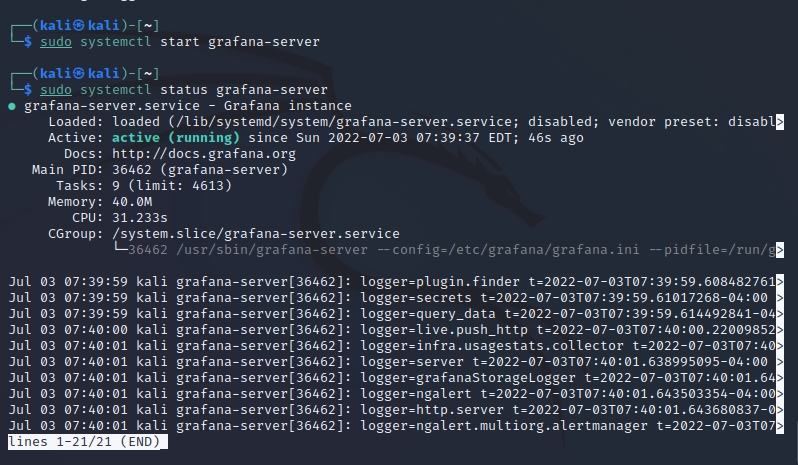 ┌──(kali㉿kali)-[~]
└─$ sudo systemctl start grafana-server
┌──(kali㉿kali)-[~]
└─$ sudo systemctl status grafana-server
● grafana-server.service - Grafana instance
Loaded: loaded (/lib/systemd/system/grafana-server.service; disabled; vendor preset: disabl>
Active: active (running) since Sun 2022-07-03 07:39:37 EDT; 46s ago
Docs: http://docs.grafana.org
Main PID: 36462 (grafana-server)
Tasks: 9 (limit: 4613)
Memory: 40.0M
CPU: 31.233s
CGroup: /system.slice/grafana-server.service
└─36462 /usr/sbin/grafana-server --config=/etc/grafana/grafana.ini --pidfile=/run/g>
Jul 03 07:39:59 kali grafana-server[36462]: logger=plugin.finder t=2022-07-03T07:39:59.608482761>
Jul 03 07:39:59 kali grafana-server[36462]: logger=secrets t=2022-07-03T07:39:59.61017268-04:00 >
Jul 03 07:39:59 kali grafana-server[36462]: logger=query_data t=2022-07-03T07:39:59.614492841-04>
Jul 03 07:40:00 kali grafana-server[36462]: logger=live.push_http t=2022-07-03T07:40:00.22009852>
Jul 03 07:40:01 kali grafana-server[36462]: logger=infra.usagestats.collector t=2022-07-03T07:40>
Jul 03 07:40:01 kali grafana-server[36462]: logger=server t=2022-07-03T07:40:01.638995095-04:00 >
Jul 03 07:40:01 kali grafana-server[36462]: logger=grafanaStorageLogger t=2022-07-03T07:40:01.64>
Jul 03 07:40:01 kali grafana-server[36462]: logger=ngalert t=2022-07-03T07:40:01.643503354-04:00>
Jul 03 07:40:01 kali grafana-server[36462]: logger=http.server t=2022-07-03T07:40:01.643680837-0>
Jul 03 07:40:01 kali grafana-server[36462]: logger=ngalert.multiorg.alertmanager t=2022-07-03T07>
lines 1-21/21 (END)